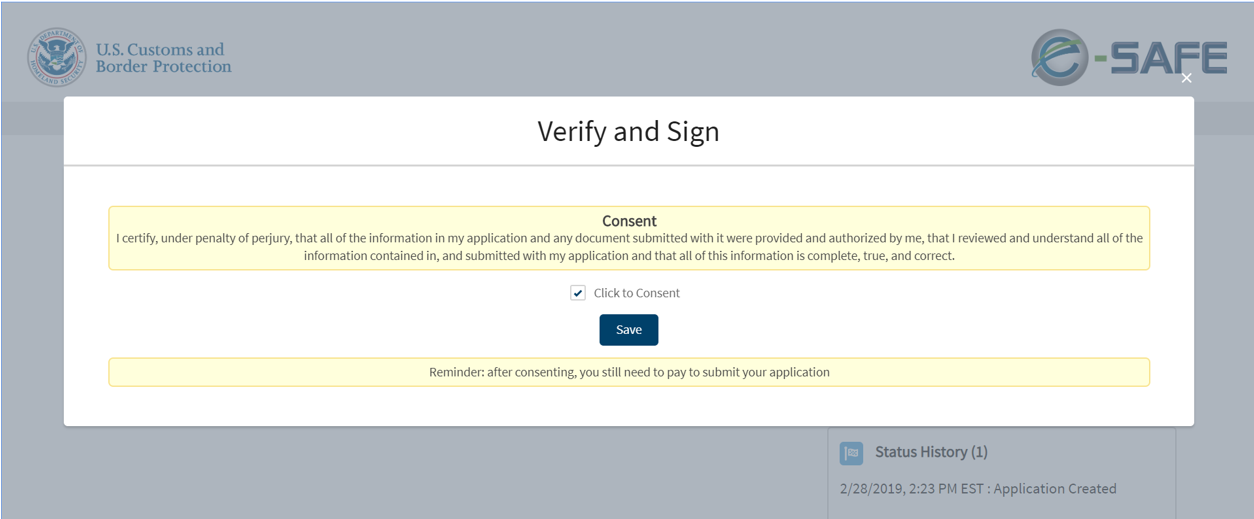 U.S. Customs and
Border Protection
e-SAFE
×
Verify and Sign
Consent
I certify, under penalty of perjury, that all of the information in my application and any document submitted with it were provided and authorized by me, that I reviewed and understand all of the
information contained in, and submitted with my application and that all of this information is complete, true, and correct.
Click to Consent
Save
Reminder: after consenting, you still need to pay to submit your application
Status History (1)
2/28/2019, 2:23 PM EST : Application Created